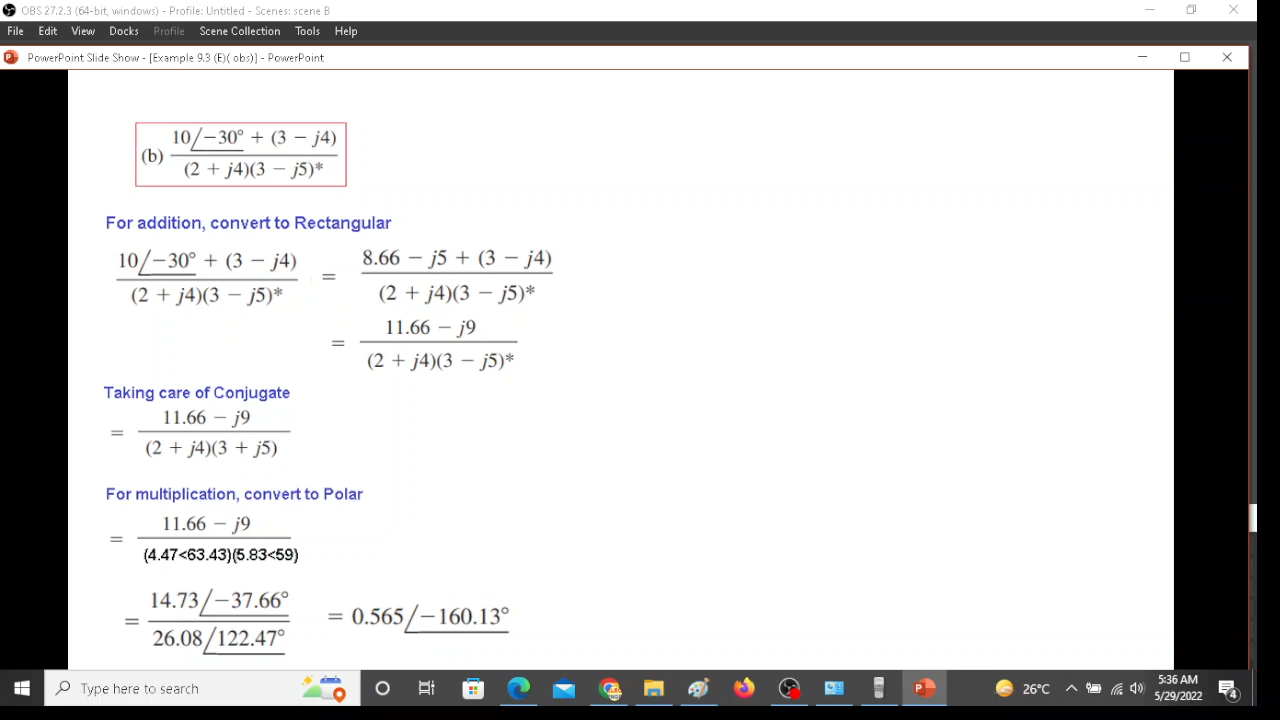 OBS 27.2.3 (64-bit, windows) - Profile: Untitled - Scenes: scene B
File Edit View Docks Profile Scene Collection Tools Help
PowerPoint Slide Show - [Example 9.3 (E)( obs)] - PowerPoint
(b) 10/−30° + (3 − j4)
(2 + j4)(3 − j5)*
For addition, convert to Rectangular
10/−30° + (3 − j4) = 8.66 − j5 + (3 − j4)
(2 + j4)(3 − j5)* (2 + j4)(3 − j5)*
= 11.66 − j9
(2 + j4)(3 − j5)*
Taking care of Conjugate
= 11.66 − j9
(2 + j4)(3 + j5)
For multiplication, convert to Polar
= 11.66 − j9
(4.47<63.43)(5.83<59)
= 14.73/−37.66° = 0.565/−160.13°
26.08/122.47°
Type here to search
26°C
5:36 AM
5/29/2022
4